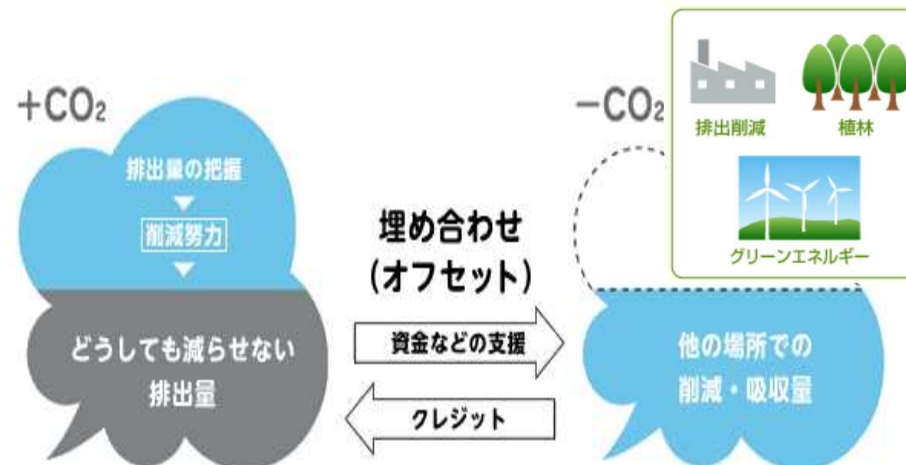 +CO₂
排出量の把握
削減努力
どうしても減らせない
排出量
埋め合わせ
(オフセット)
資金などの支援
クレジット
−CO₂
排出削減
植林
グリーンエネルギー
他の場所での
削減・吸収量